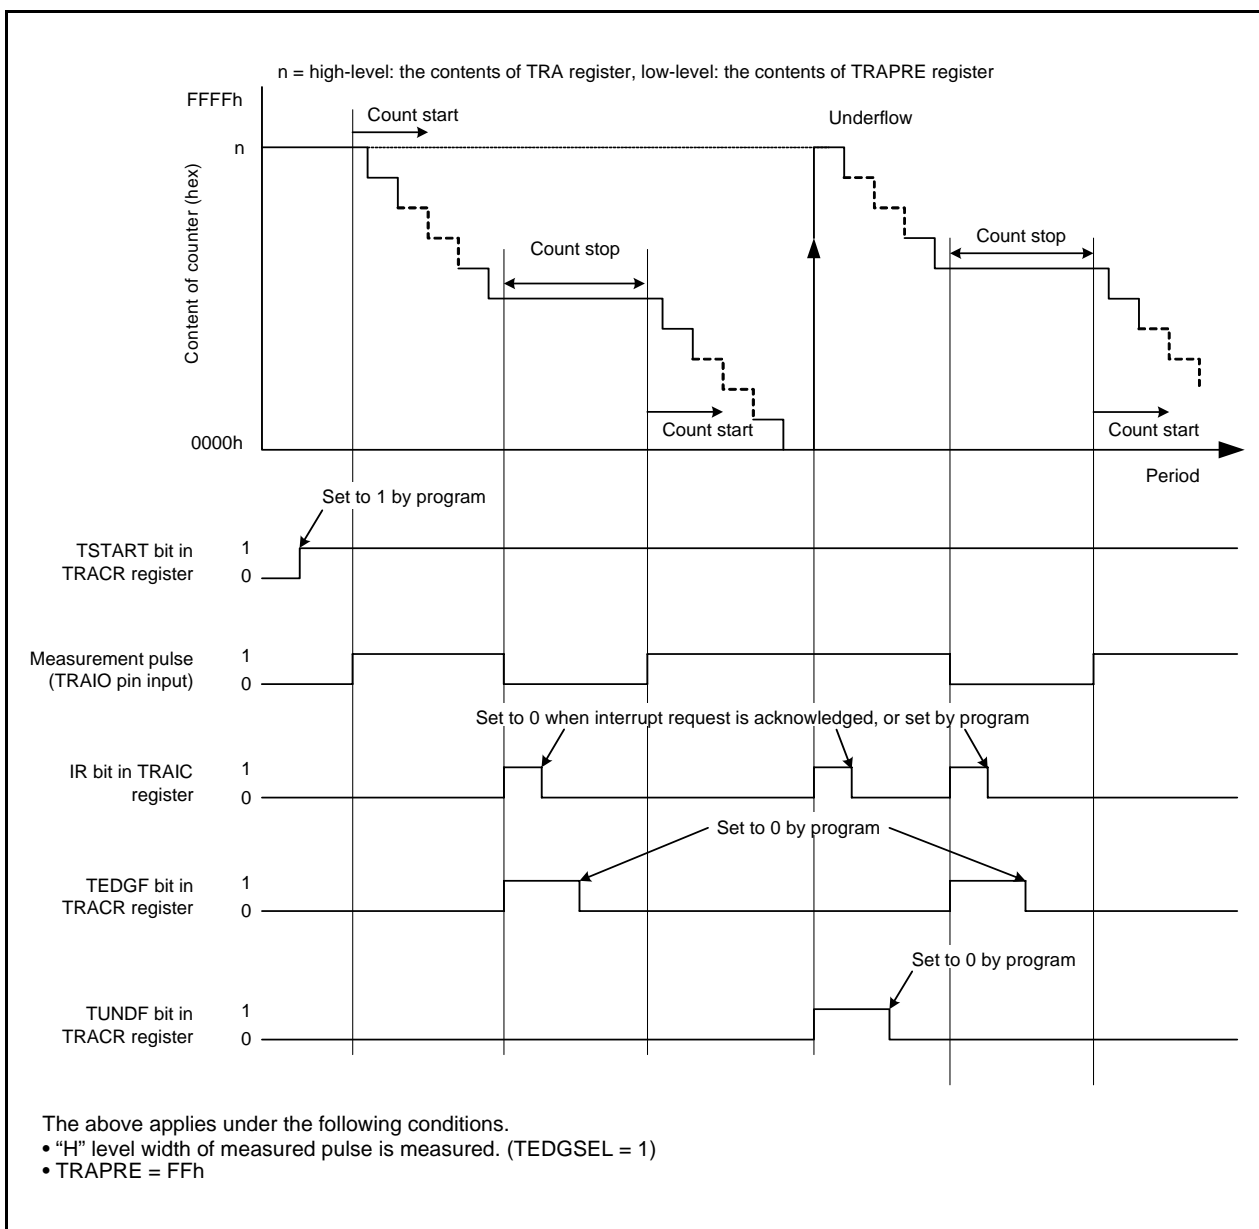 n = high-level: the contents of TRA register, low-level: the contents of TRAPRE register
FFFFh
Count start
Underflow
n
Content of counter (hex)
Count stop
Count stop
Count start
Count start
0000h
Period
Set to 1 by program
TSTART bit in
TRACR register
1
0
Measurement pulse
(TRAIO pin input)
1
0
Set to 0 when interrupt request is acknowledged, or set by program
IR bit in TRAIC
register
1
0
Set to 0 by program
TEDGF bit in
TRACR register
1
0
Set to 0 by program
TUNDF bit in
TRACR register
1
0
The above applies under the following conditions.
• “H” level width of measured pulse is measured. (TEDGSEL = 1)
• TRAPRE = FFh